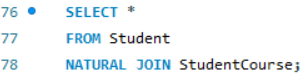 76 ● SELECT *
77 FROM Student
78 NATURAL JOIN StudentCourse;